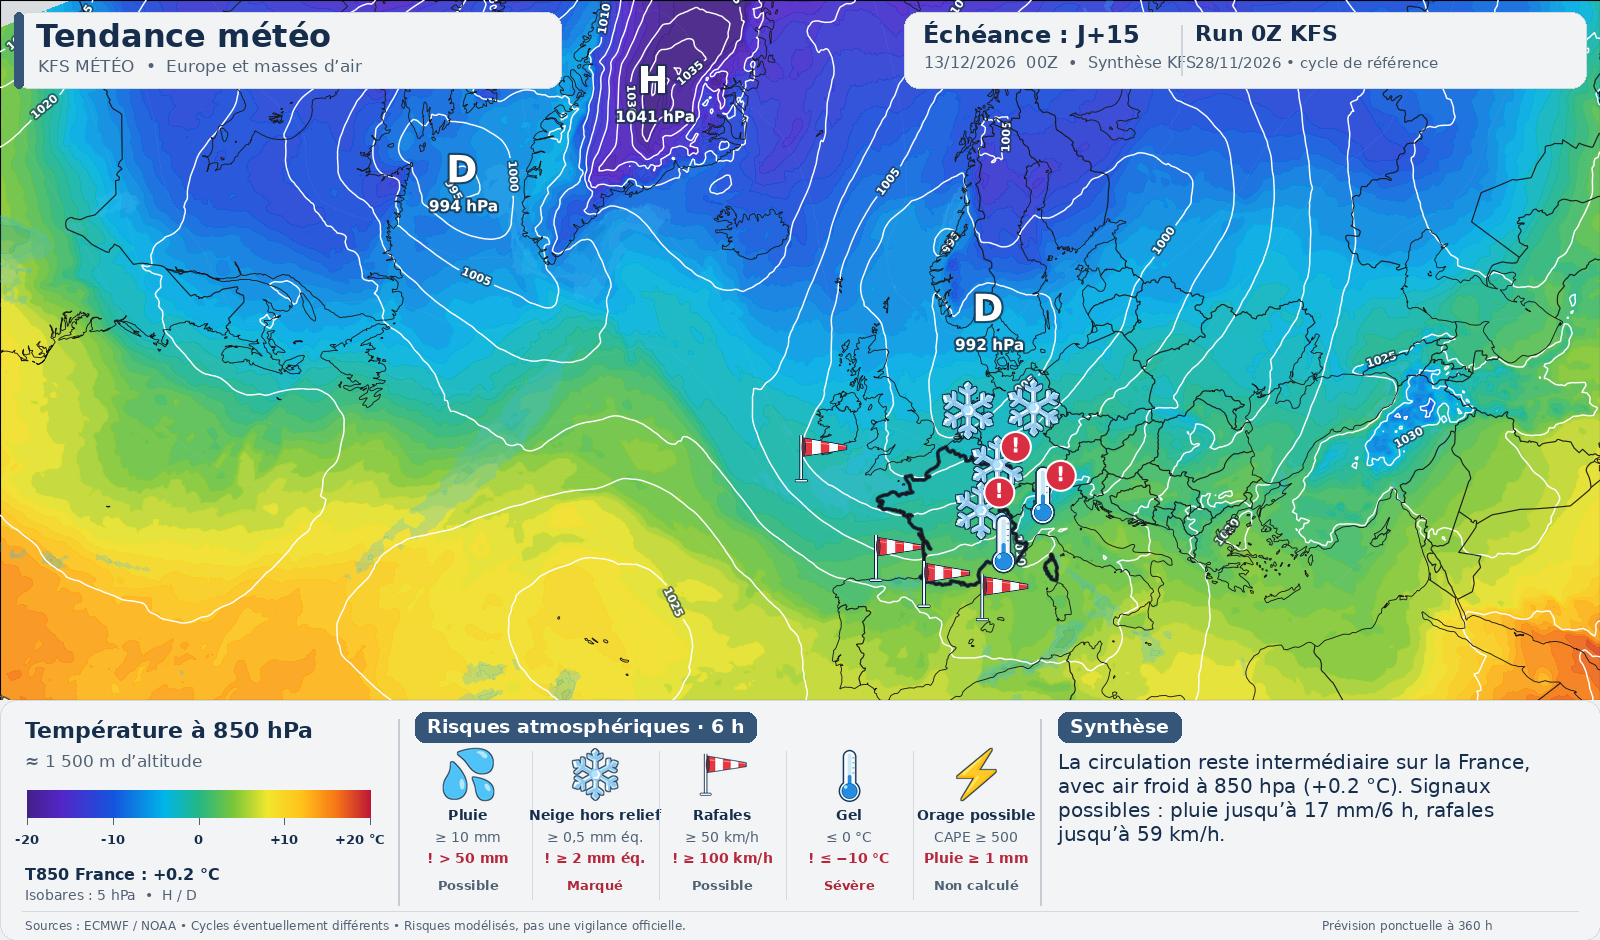 Tendance météo
KFS MÉTÉO • Europe et masses d’air
Échéance : J+15
13/12/2026 00Z • Synthèse KFS
Run 0Z KFS
28/11/2026 • cycle de référence
1020
1010
H
1035
1030
1041 hPa
D
995
1000
994 hPa
1005
1005
1005
995
1000
D
992 hPa
1025
1030
1025
Température à 850 hPa
≈ 1 500 m d’altitude
-20 -10 0 +10 +20 °C
T850 France : +0.2 °C
Isobares : 5 hPa • H / D
Risques atmosphériques · 6 h
Pluie
≥ 10 mm
! > 50 mm
Possible
Neige hors relief
≥ 0,5 mm éq.
! ≥ 2 mm éq.
Marqué
Rafales
≥ 50 km/h
! ≥ 100 km/h
Possible
Gel
≤ 0 °C
! ≤ −10 °C
Sévère
Orage possible
CAPE ≥ 500
Pluie ≥ 1 mm
Non calculé
Synthèse
La circulation reste intermédiaire sur la France,
avec air froid à 850 hpa (+0.2 °C). Signaux
possibles : pluie jusqu’à 17 mm/6 h, rafales
jusqu’à 59 km/h.
Sources : ECMWF / NOAA • Cycles éventuellement différents • Risques modélisés, pas une vigilance officielle.
Prévision ponctuelle à 360 h